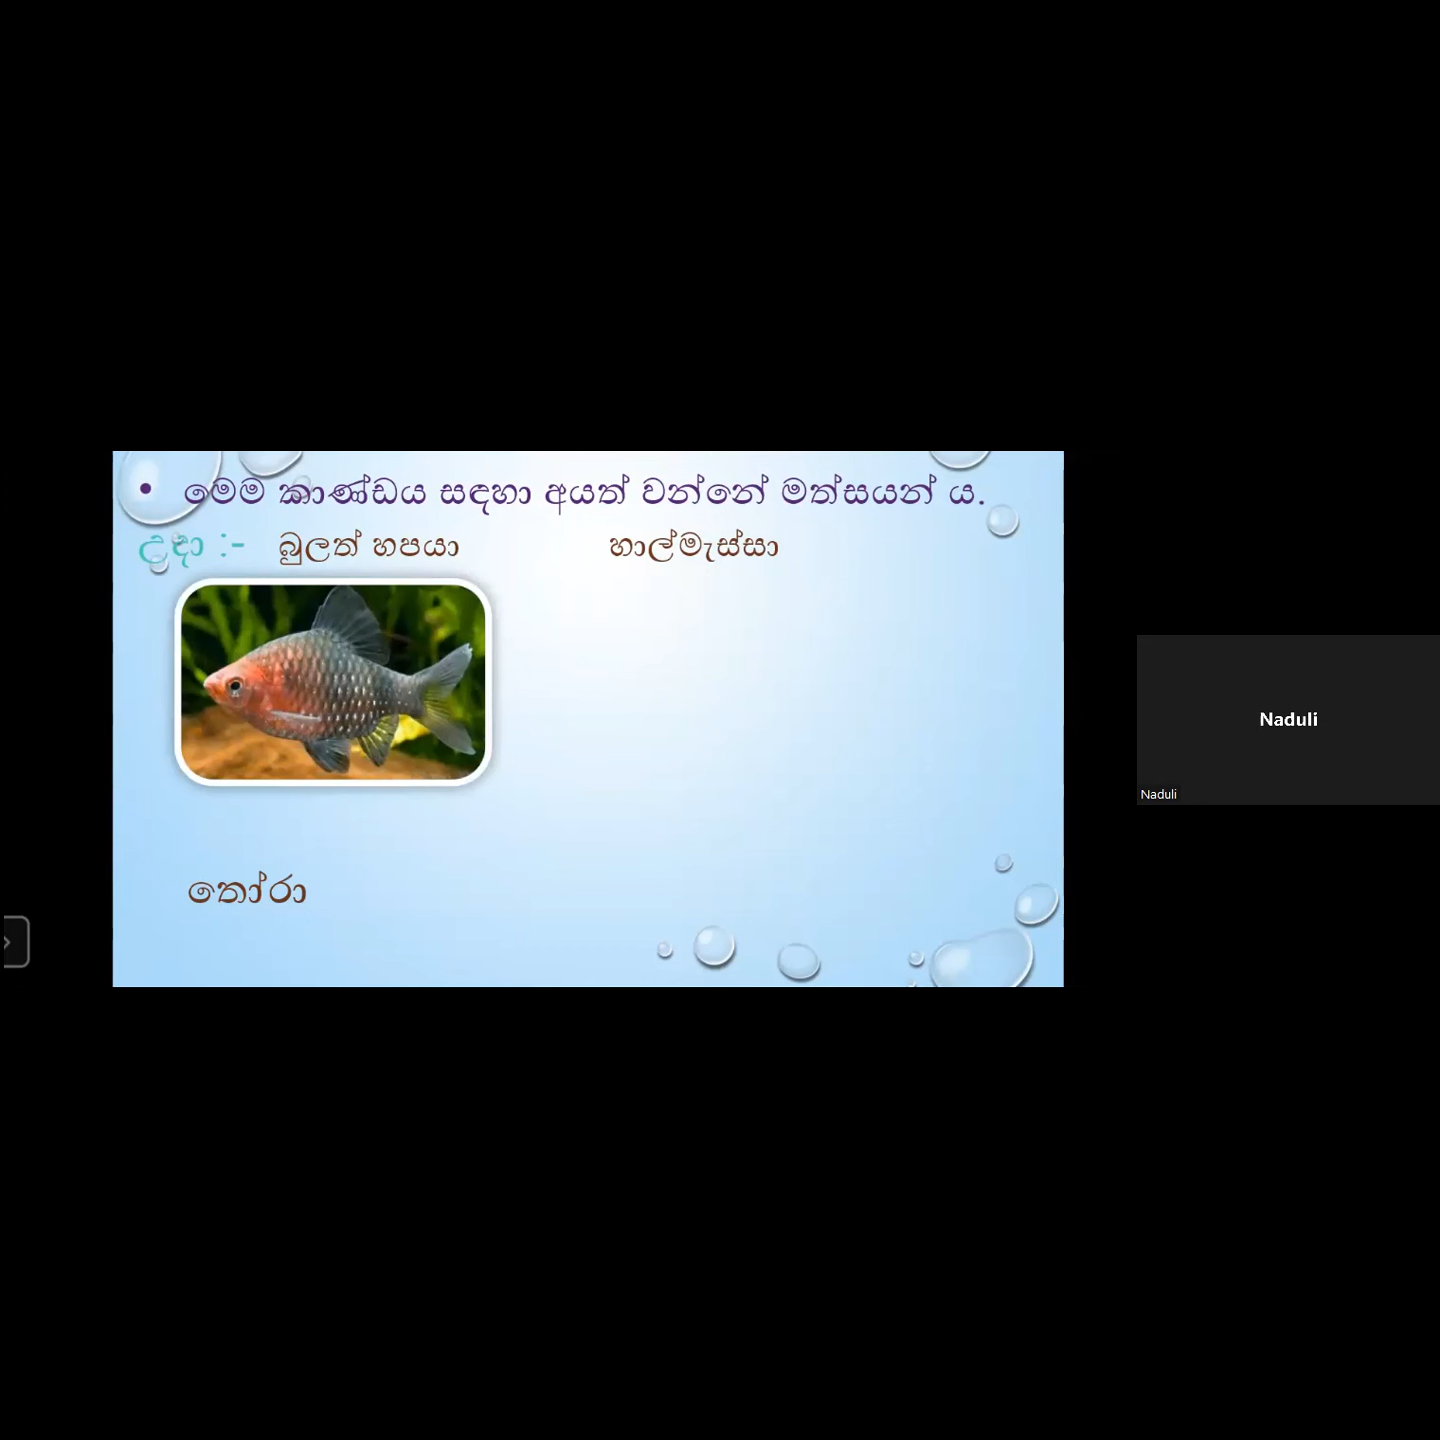 • මෙම කාණ්ඩය සඳහා අයත් වන්නේ මත්සයන් ය.
උදා :- බුලත් හපයා හාල්මැස්සා
තෝරා
Naduli
Naduli